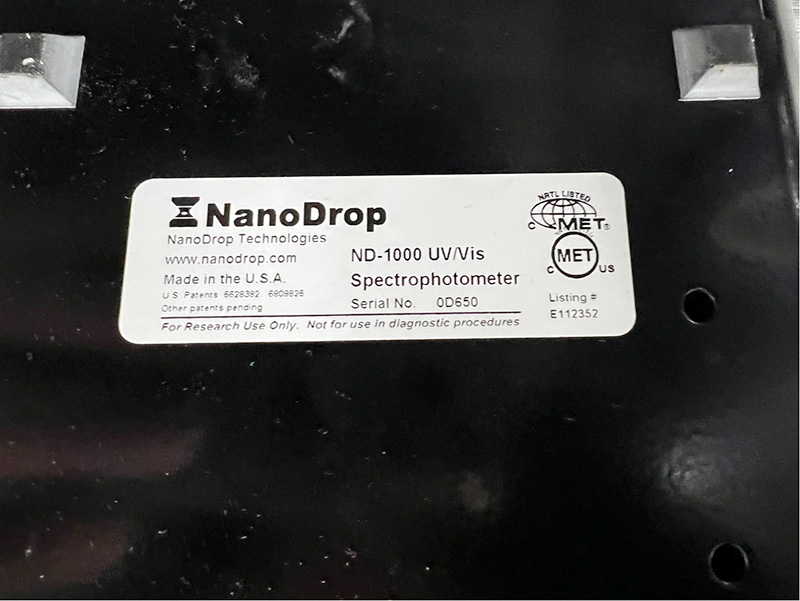 NanoDrop
NanoDrop Technologies
www.nanodrop.com
Made in the U.S.A.
U.S. Patents 6628382 6809826
Other patents pending
ND-1000 UV/Vis
Spectrophotometer
Serial No. 0D650
For Research Use Only. Not for use in diagnostic procedures
NRTL LISTED
C MET®
C MET US
Listing #
E112352